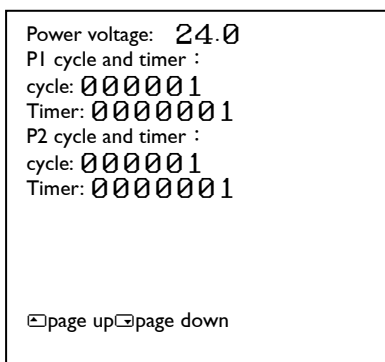 Power voltage: 24.0
P1 cycle and timer：
cycle: 000001
Timer: 0000001
P2 cycle and timer：
cycle: 000001
Timer: 0000001
page up page down